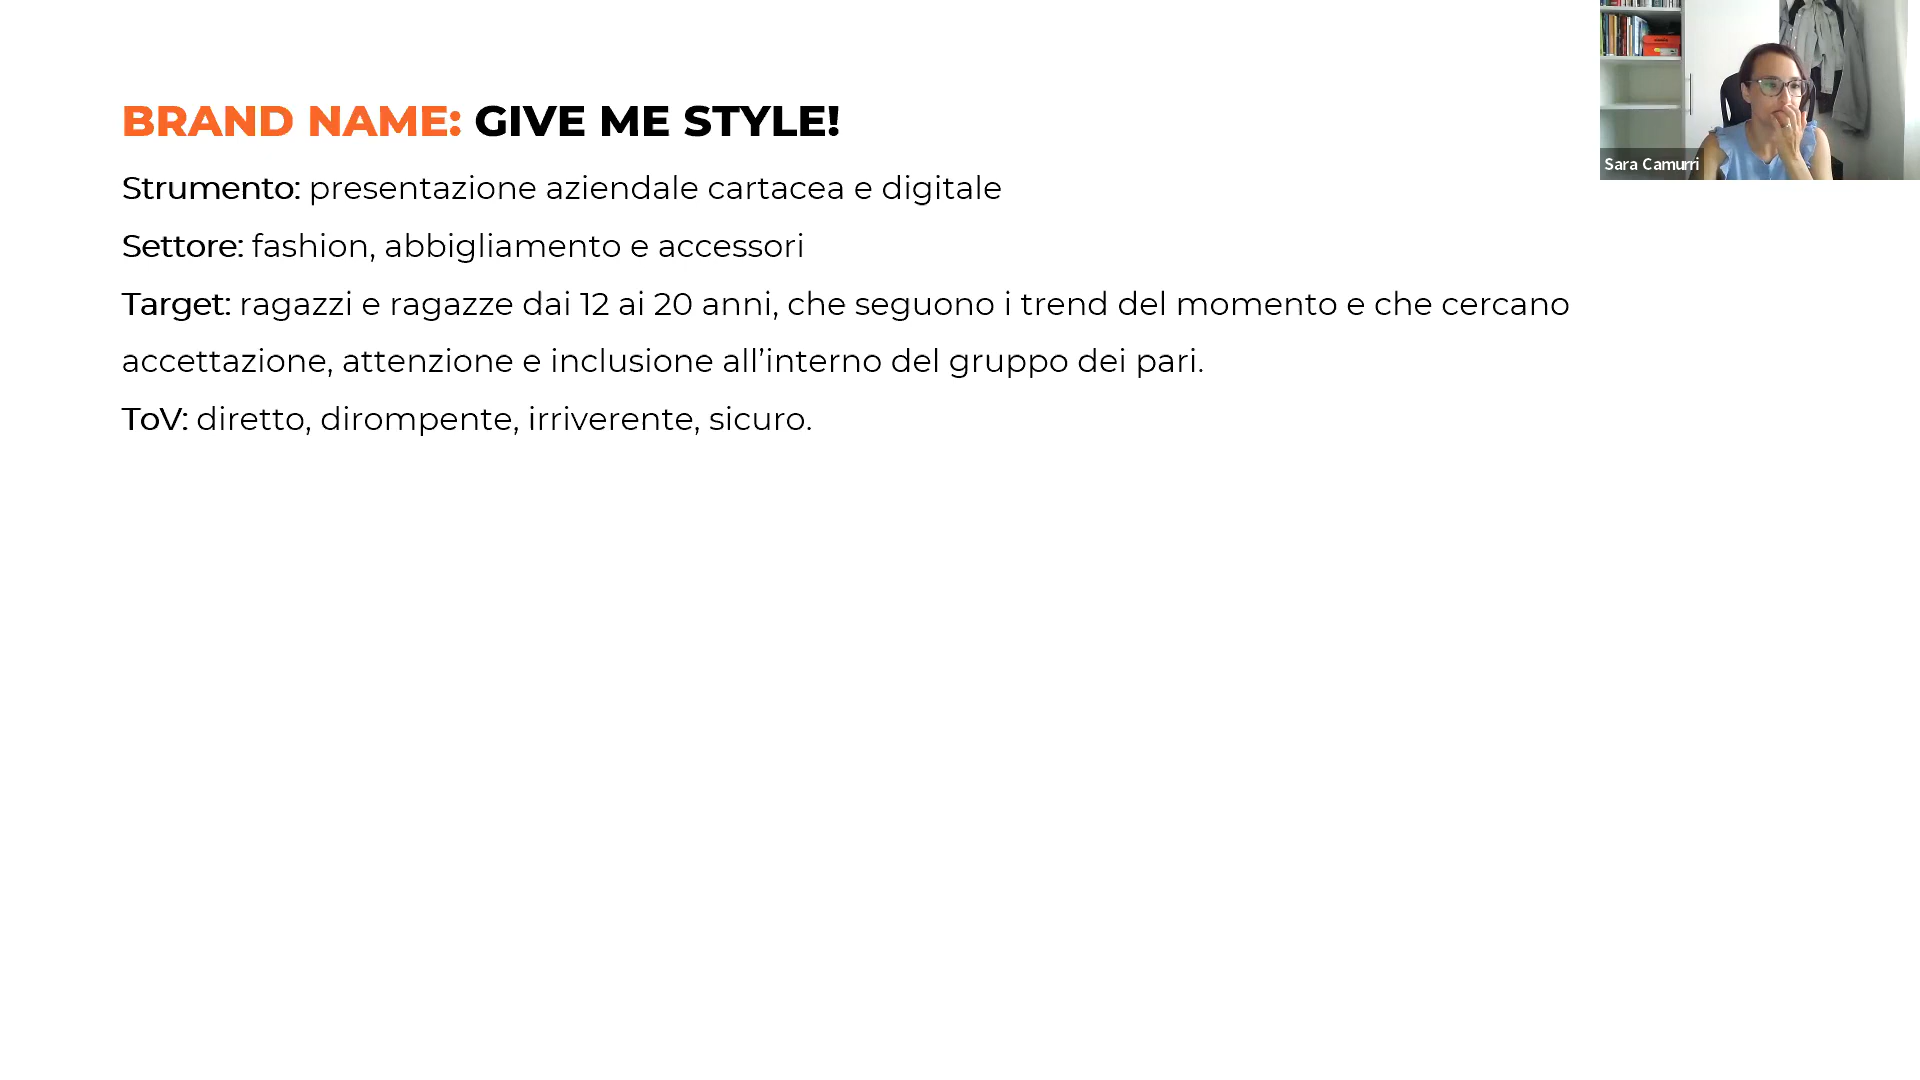 BRAND NAME: GIVE ME STYLE!
Strumento: presentazione aziendale cartacea e digitale
Settore: fashion, abbigliamento e accessori
Target: ragazzi e ragazze dai 12 ai 20 anni, che seguono i trend del momento e che cercano
accettazione, attenzione e inclusione all’interno del gruppo dei pari.
ToV: diretto, dirompente, irriverente, sicuro.
Sara Camurri